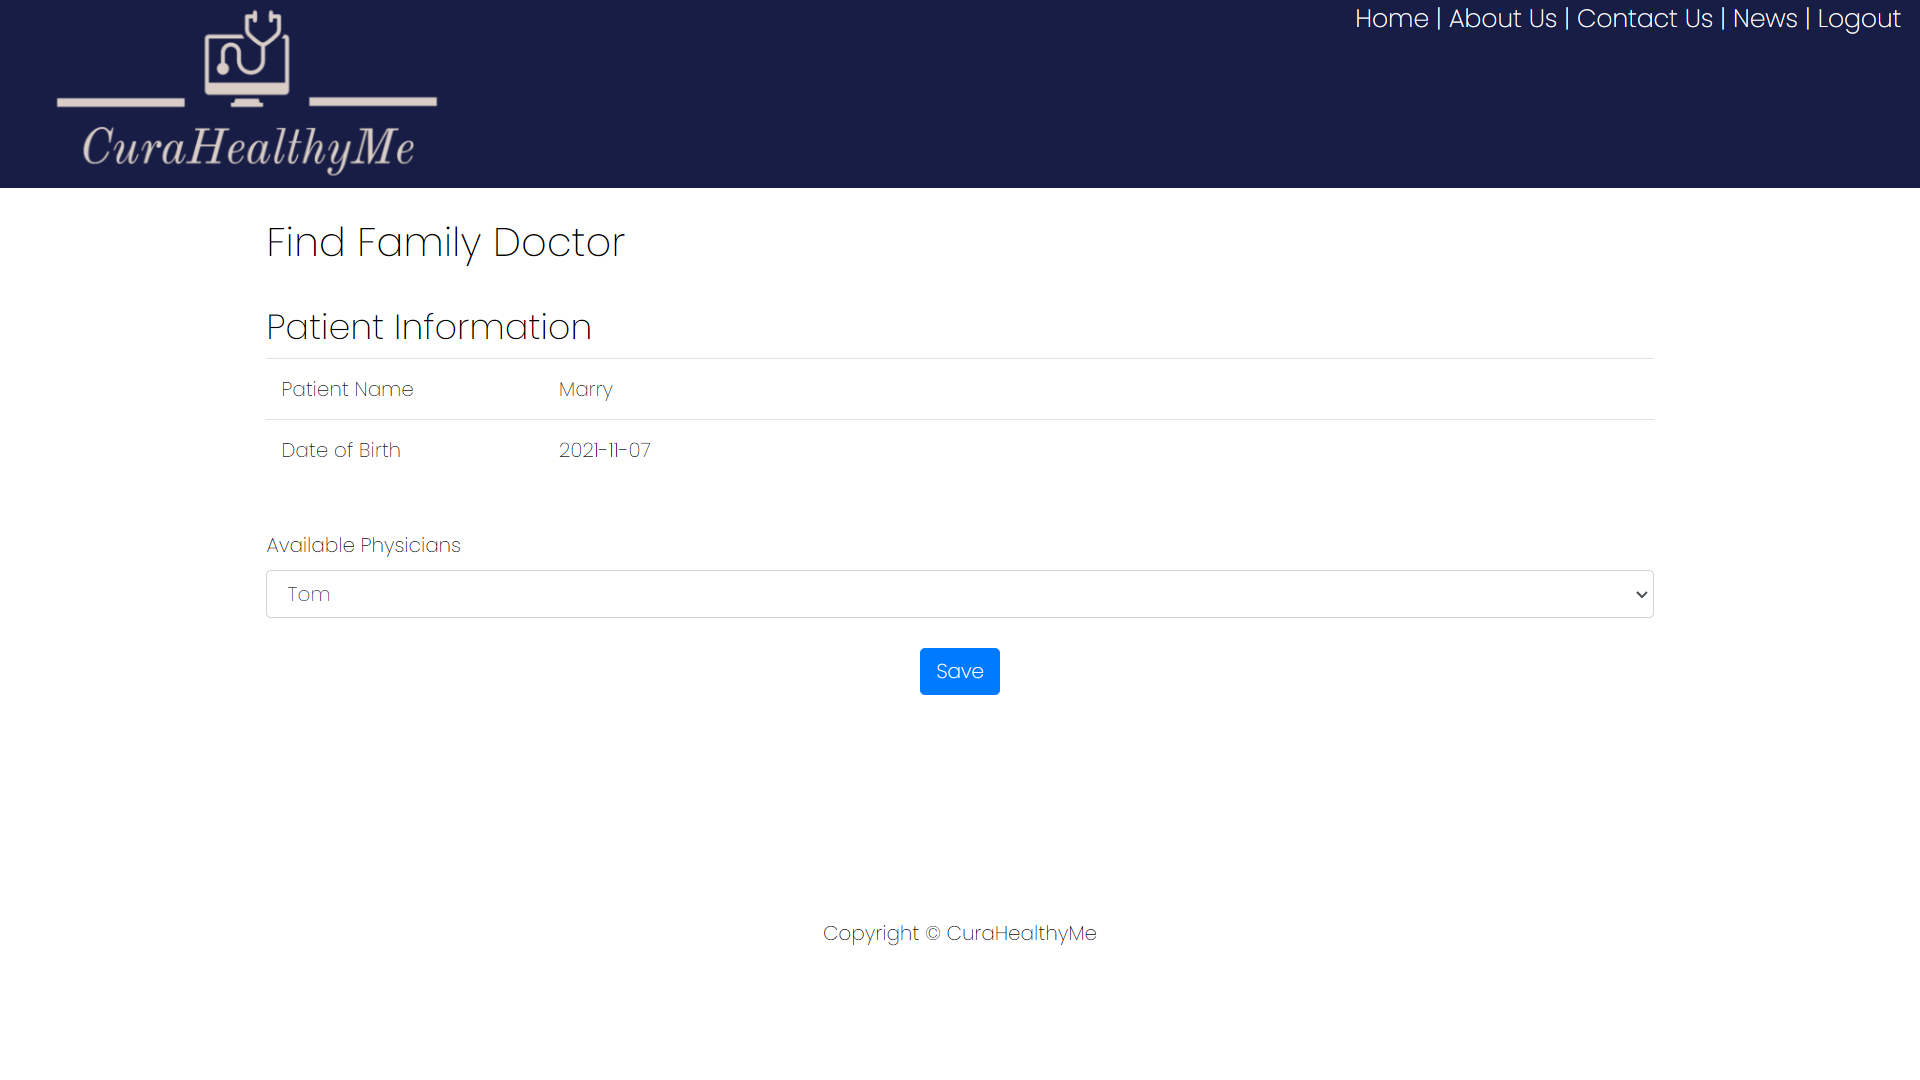 Home | About Us | Contact Us | News | Logout
CuraHealthyMe
Find Family Doctor
Patient Information
Patient Name Marry
Date of Birth 2021-11-07
Available Physicians
Tom
Save
Copyright © CuraHealthyMe